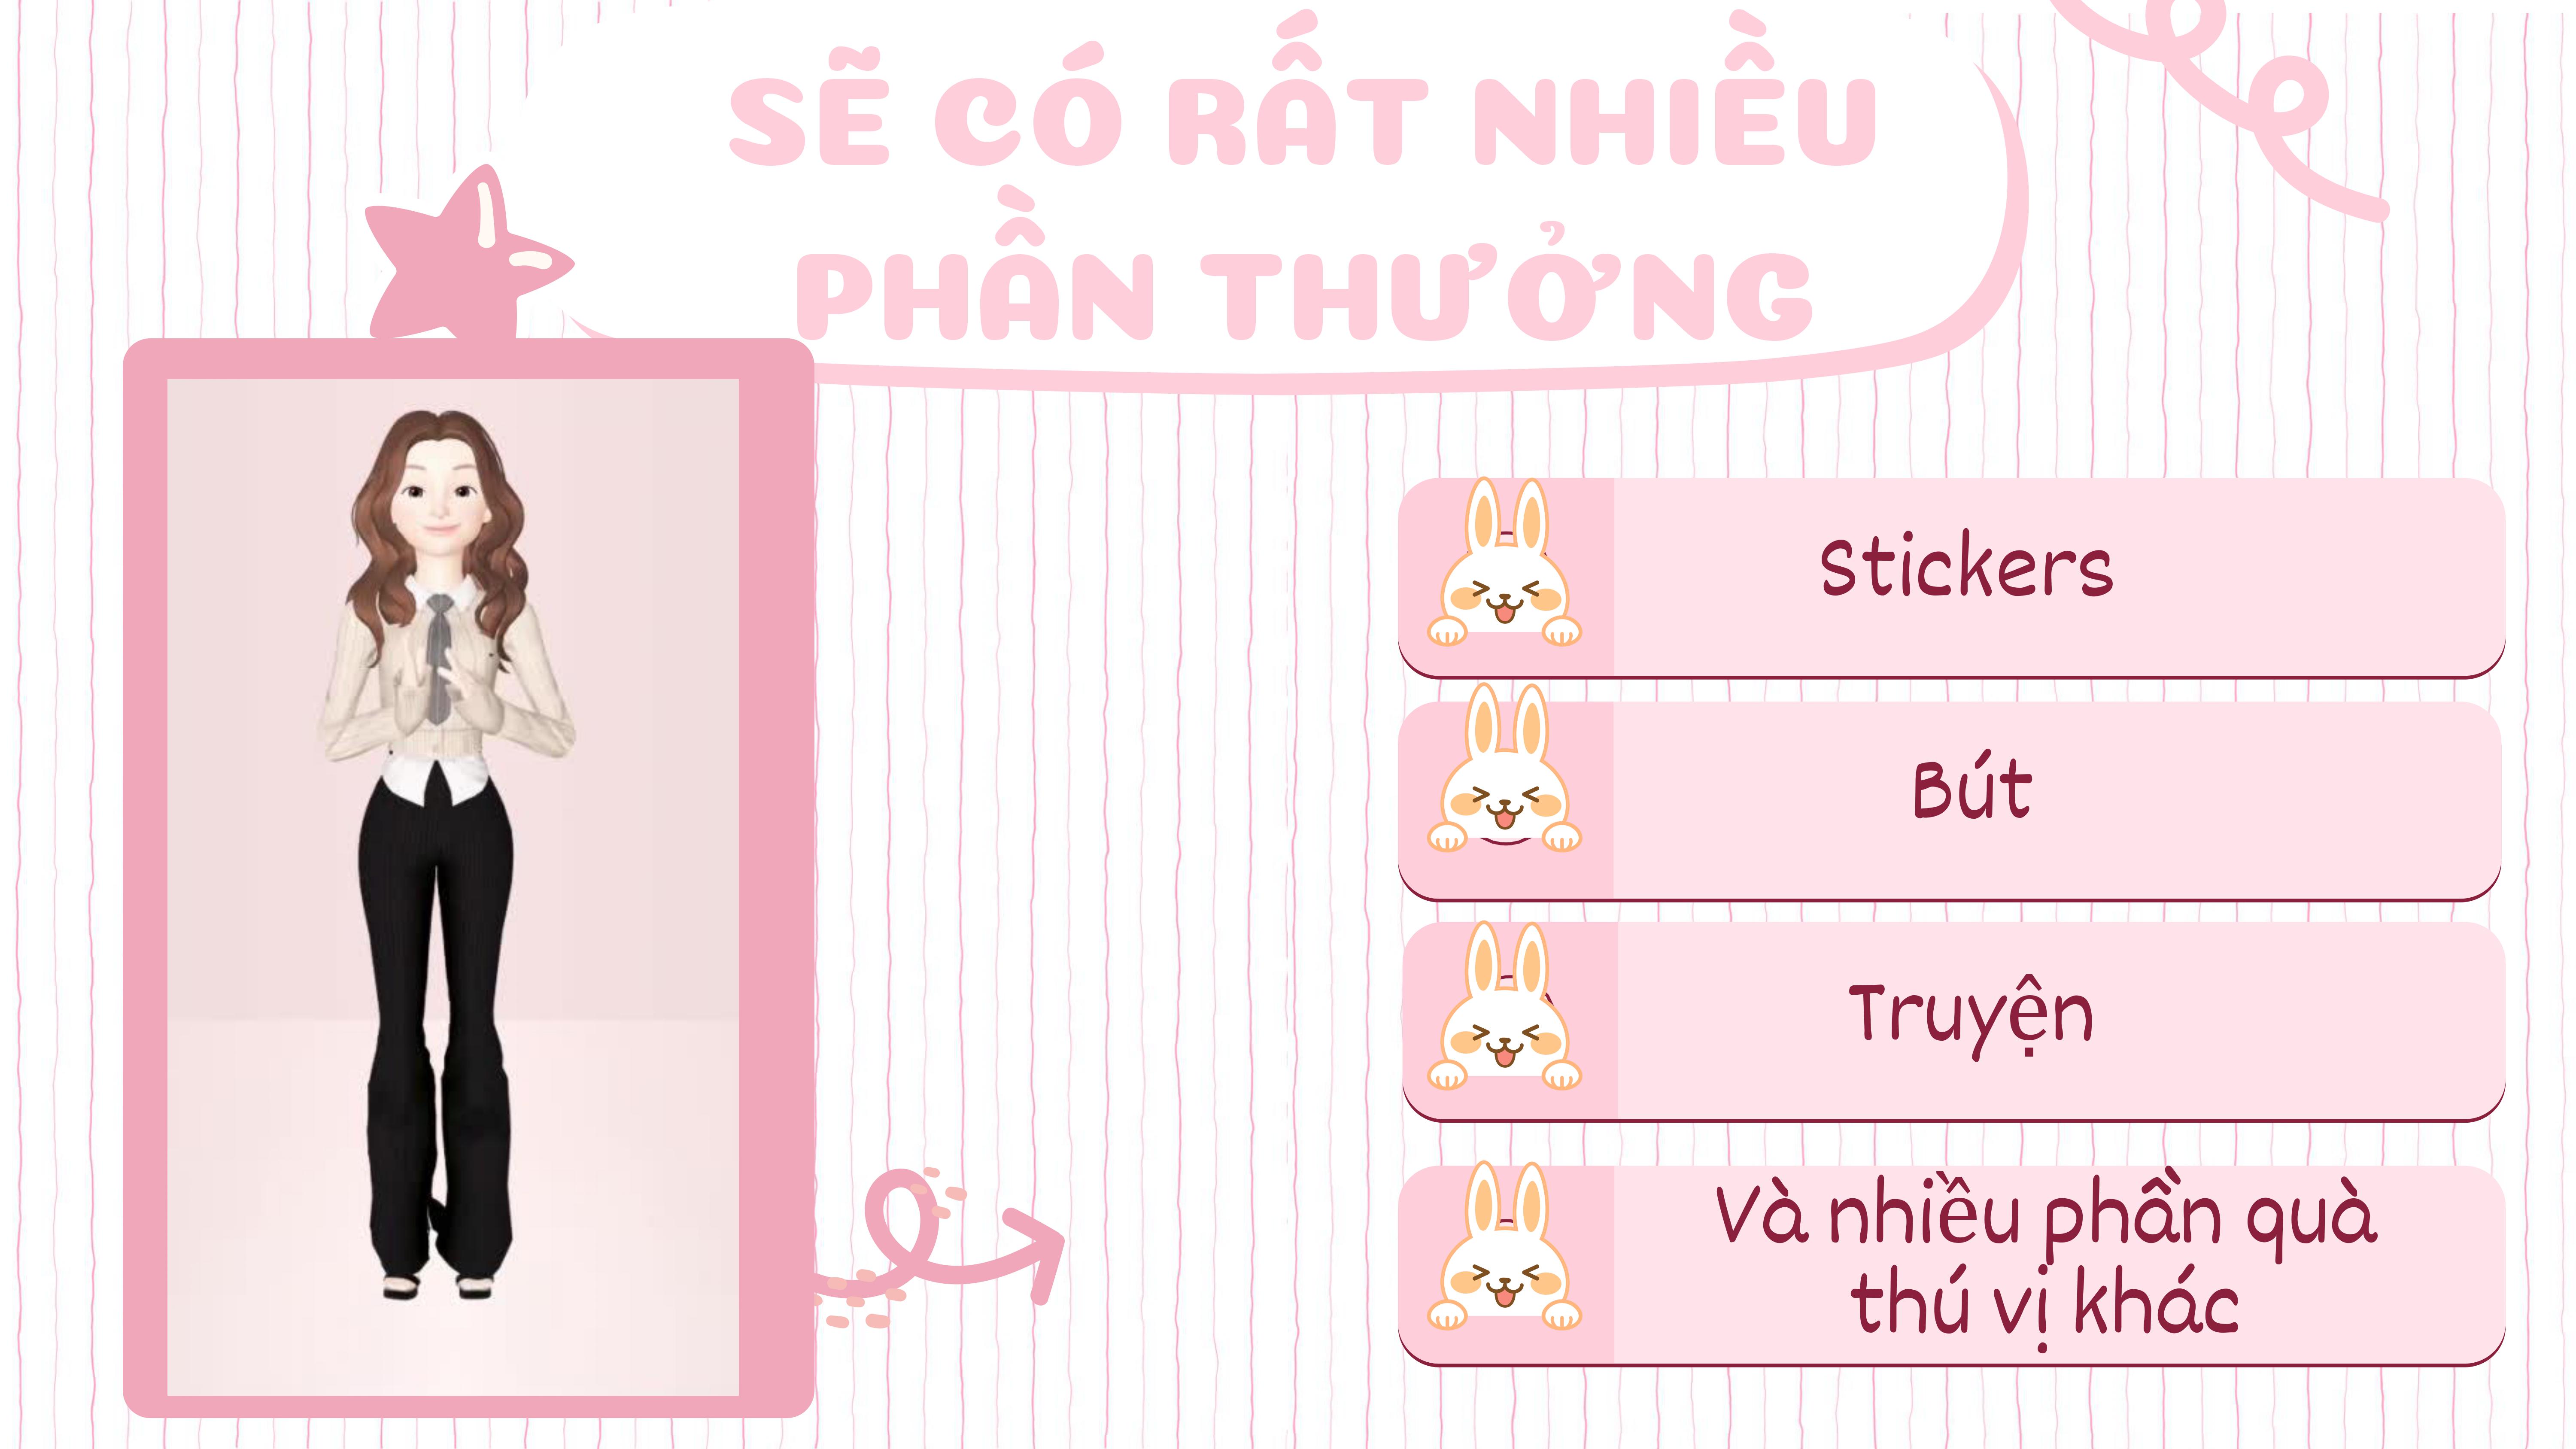 SẼ CÓ RẤT NHIỀU
PHẦN THƯỞNG
Stickers
Bút
Truyện
Và nhiều phần quà
thú vị khác